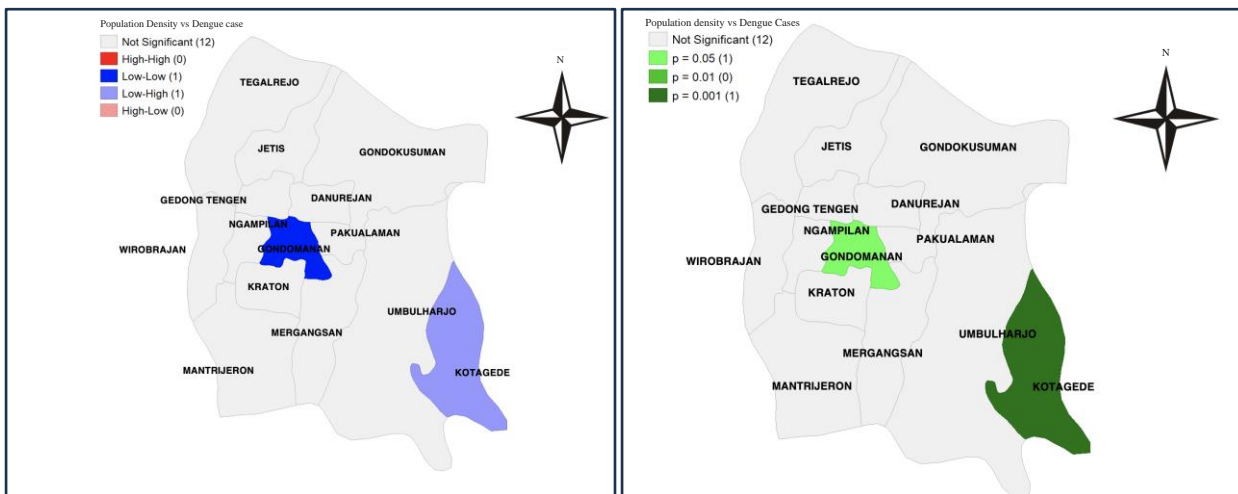 Population Density vs Dengue case
Not Significant (12)
High-High (0)
Low-Low (1)
Low-High (1)
High-Low (0)
N
TEGALREJO
JETIS
GONDOKUSUMAN
GEDONG TENGEN
DANUREJAN
NGAMPILAN
PAKUALAMAN
WIROBRAJAN
GONDOMANAN
KRATON
UMBULHARJO
MERGANGSAN
MANTRIJERON
KOTAGEDE
Population density vs Dengue Cases
Not Significant (12)
p = 0.05 (1)
p = 0.01 (0)
p = 0.001 (1)
N
TEGALREJO
JETIS
GONDOKUSUMAN
GEDONG TENGEN
DANUREJAN
NGAMPILAN
PAKUALAMAN
WIROBRAJAN
GONDOMANAN
KRATON
UMBULHARJO
MERGANGSAN
MANTRIJERON
KOTAGEDE